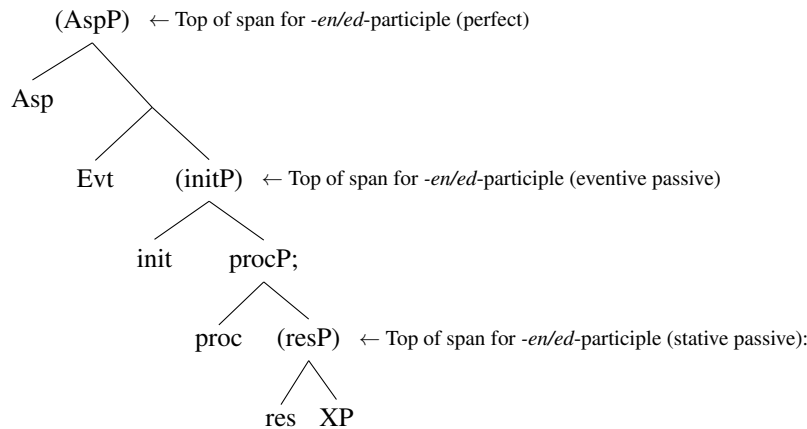 (AspP) ← Top of span for -en/ed-participle (perfect)
Asp
Evt (initP) ← Top of span for -en/ed-participle (eventive passive)
init procP;
proc (resP) ← Top of span for -en/ed-participle (stative passive):
res XP